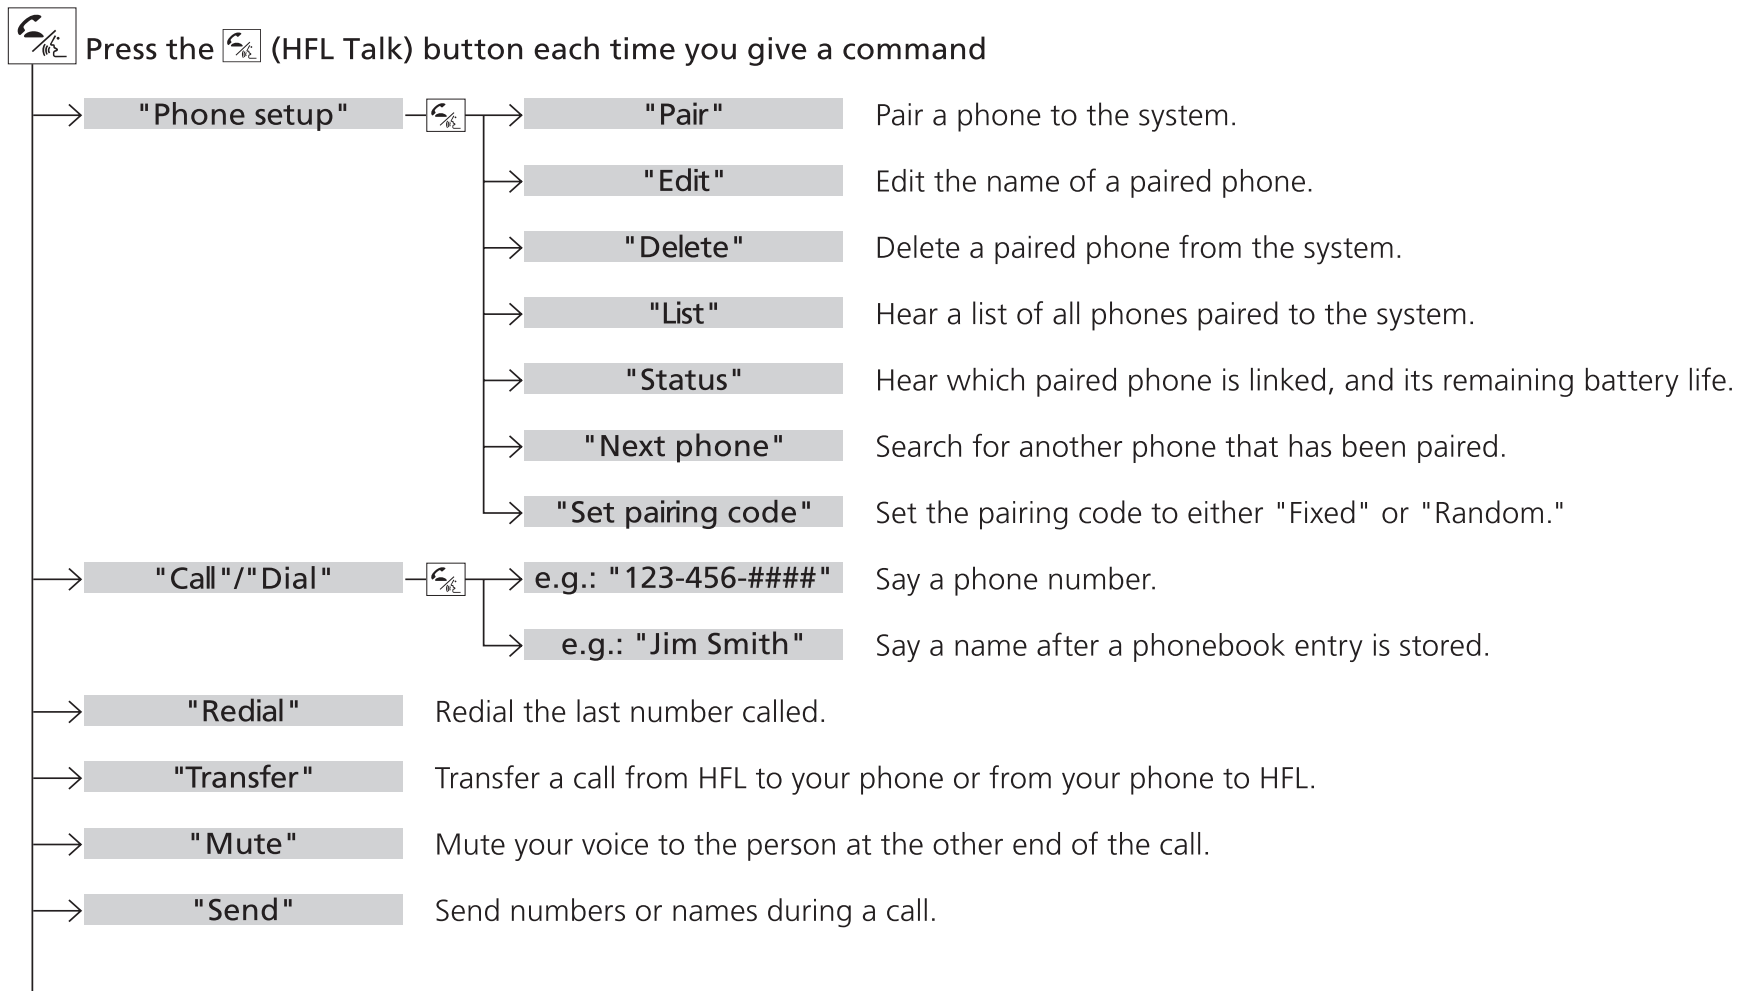 Press the (HFL Talk) button each time you give a command
"Phone setup" "Pair" Pair a phone to the system.
"Edit" Edit the name of a paired phone.
"Delete" Delete a paired phone from the system.
"List" Hear a list of all phones paired to the system.
"Status" Hear which paired phone is linked, and its remaining battery life.
"Next phone" Search for another phone that has been paired.
"Set pairing code" Set the pairing code to either "Fixed" or "Random."
"Call"/"Dial" e.g.: "123-456-####" Say a phone number.
e.g.: "Jim Smith" Say a name after a phonebook entry is stored.
"Redial" Redial the last number called.
"Transfer" Transfer a call from HFL to your phone or from your phone to HFL.
"Mute" Mute your voice to the person at the other end of the call.
"Send" Send numbers or names during a call.